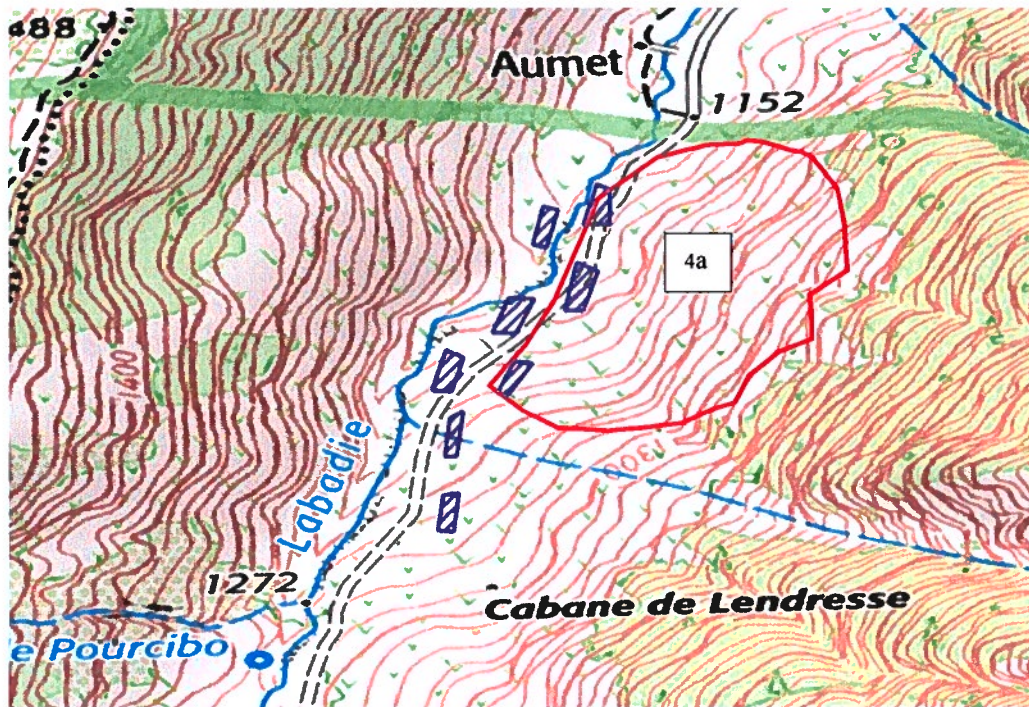 488
Aumet
1152
4a
1400
1300
Labadie
1272
Cabane de Lendresse
e Pourcibo